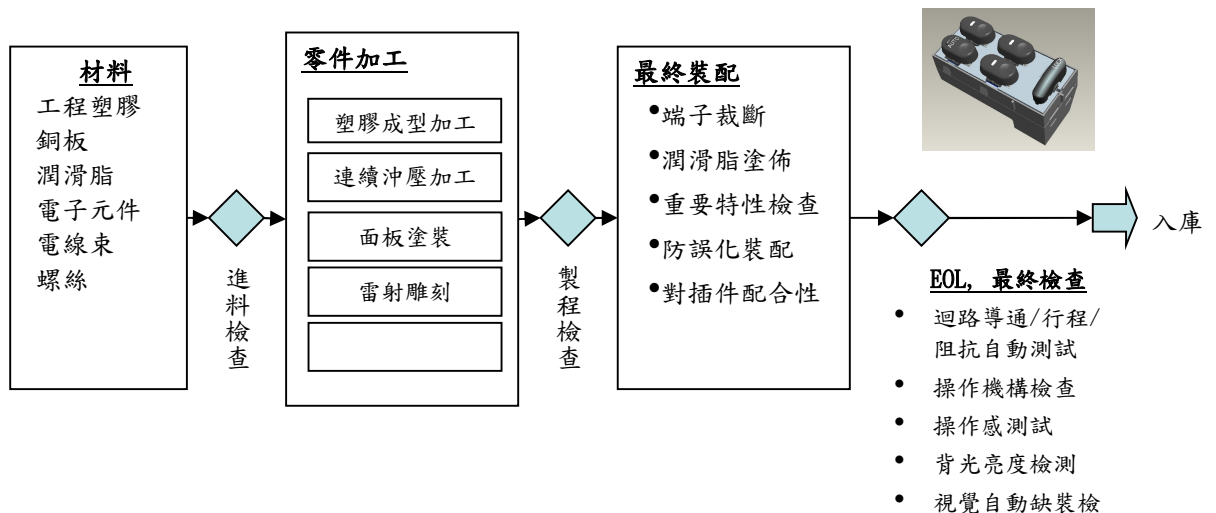 材料
工程塑膠
銅板
潤滑脂
電子元件
電線束
螺絲
進料檢查
零件加工
塑膠成型加工
連續沖壓加工
面板塗裝
雷射雕刻
製程檢查
最終裝配
•端子裁斷
•潤滑脂塗佈
•重要特性檢查
•防誤化裝配
•對插件配合性
入庫
EOL, 最終檢查
• 迴路導通/行程/
阻抗自動測試
• 操作機構檢查
• 操作感測試
• 背光亮度檢測
• 視覺自動缺裝檢